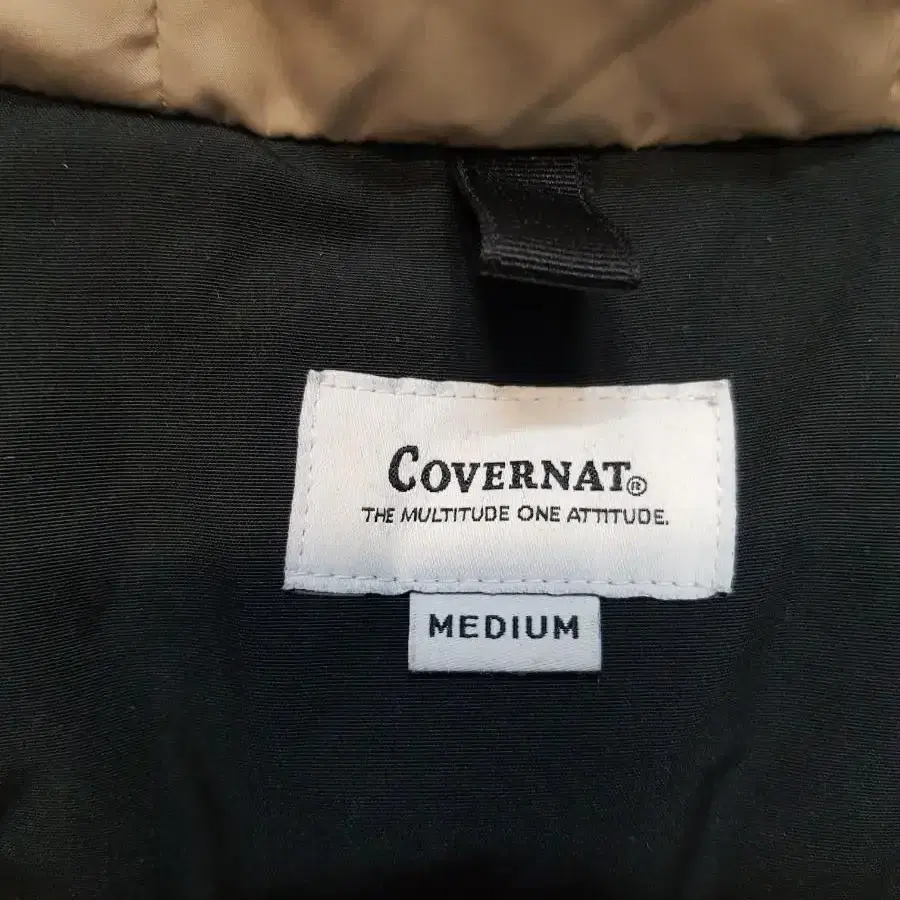 COVERNAT®
THE MULTITUDE ONE ATTITUDE.
MEDIUM